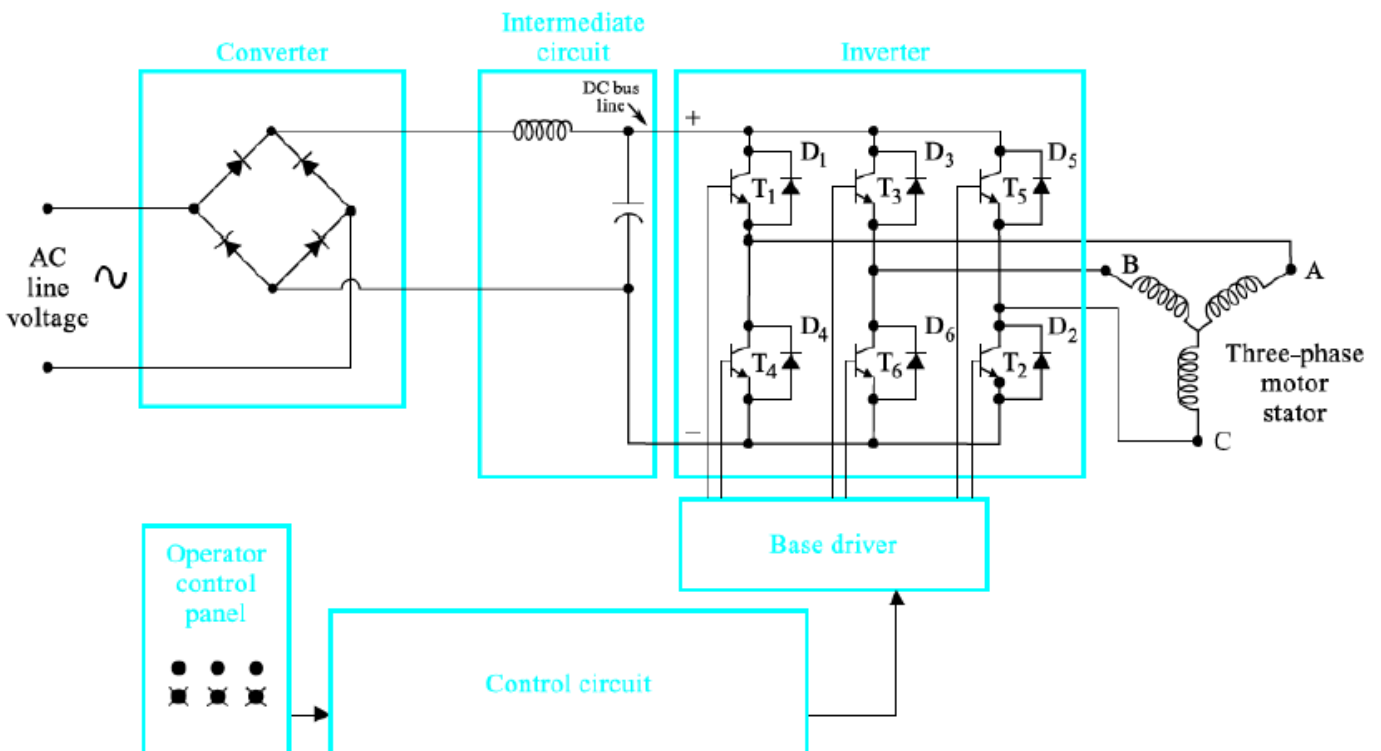 Converter
Intermediate
circuit
Inverter
DC bus
line
+
D1
D3
D5
T1
T3
T5
AC
line
voltage
B
A
D4
D6
D2
T4
T6
T2
Three-phase
motor
stator
−
C
Base driver
Operator
control
panel
Control circuit